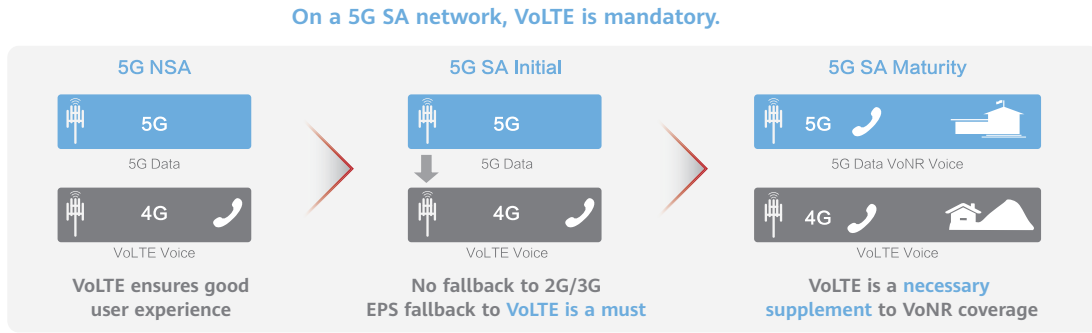 On a 5G SA network, VoLTE is mandatory.
5G NSA
5G
5G Data
4G
VoLTE Voice
VoLTE ensures good
user experience
5G SA Initial
5G
5G Data
4G
VoLTE Voice
No fallback to 2G/3G
EPS fallback to VoLTE is a must
5G SA Maturity
5G
5G Data VoNR Voice
4G
VoLTE Voice
VoLTE is a necessary
supplement to VoNR coverage